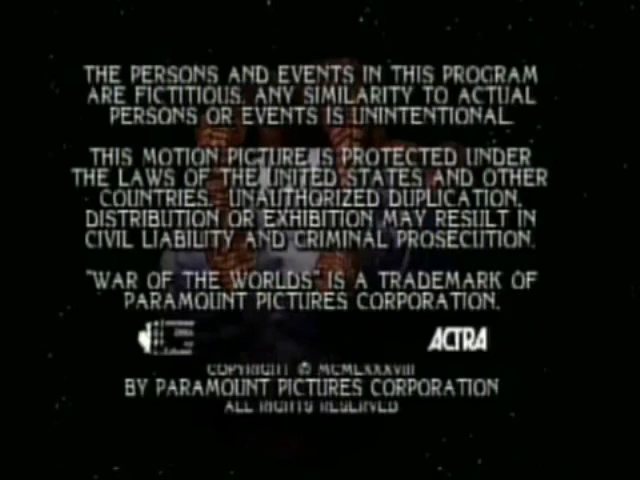 THE PERSONS AND EVENTS IN THIS PROGRAM
ARE FICTITIOUS. ANY SIMILARITY TO ACTUAL
PERSONS OR EVENTS IS UNINTENTIONAL.
THIS MOTION PICTURE IS PROTECTED UNDER
THE LAWS OF THE UNITED STATES AND OTHER
COUNTRIES. UNAUTHORIZED DUPLICATION,
DISTRIBUTION OR EXHIBITION MAY RESULT IN
CIVIL LIABILITY AND CRIMINAL PROSECUTION.
"WAR OF THE WORLDS" IS A TRADEMARK OF
PARAMOUNT PICTURES CORPORATION.
ACTRA
COPYRIGHT © MCMLXXXVIII
BY PARAMOUNT PICTURES CORPORATION
ALL RIGHTS RESERVED